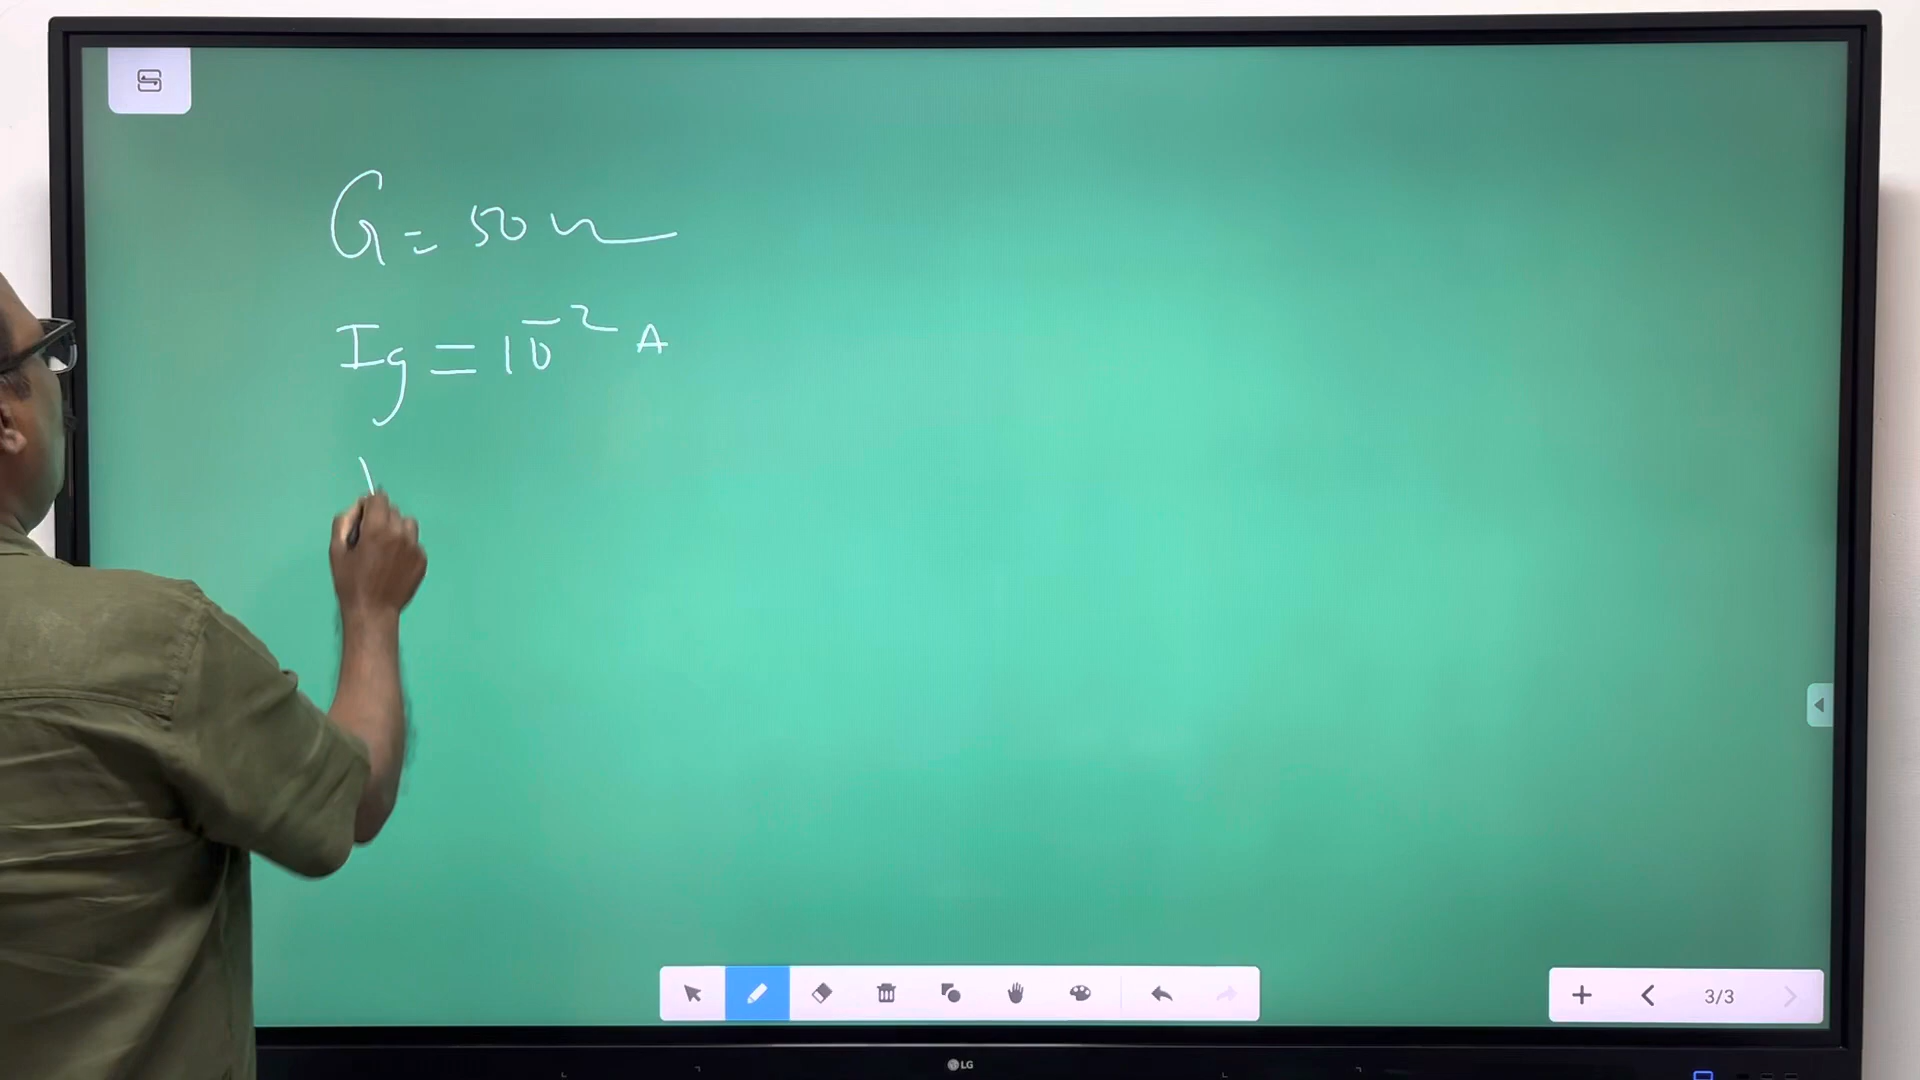 G = 50 Ω
Ig = 10⁻² A
3/3
LG